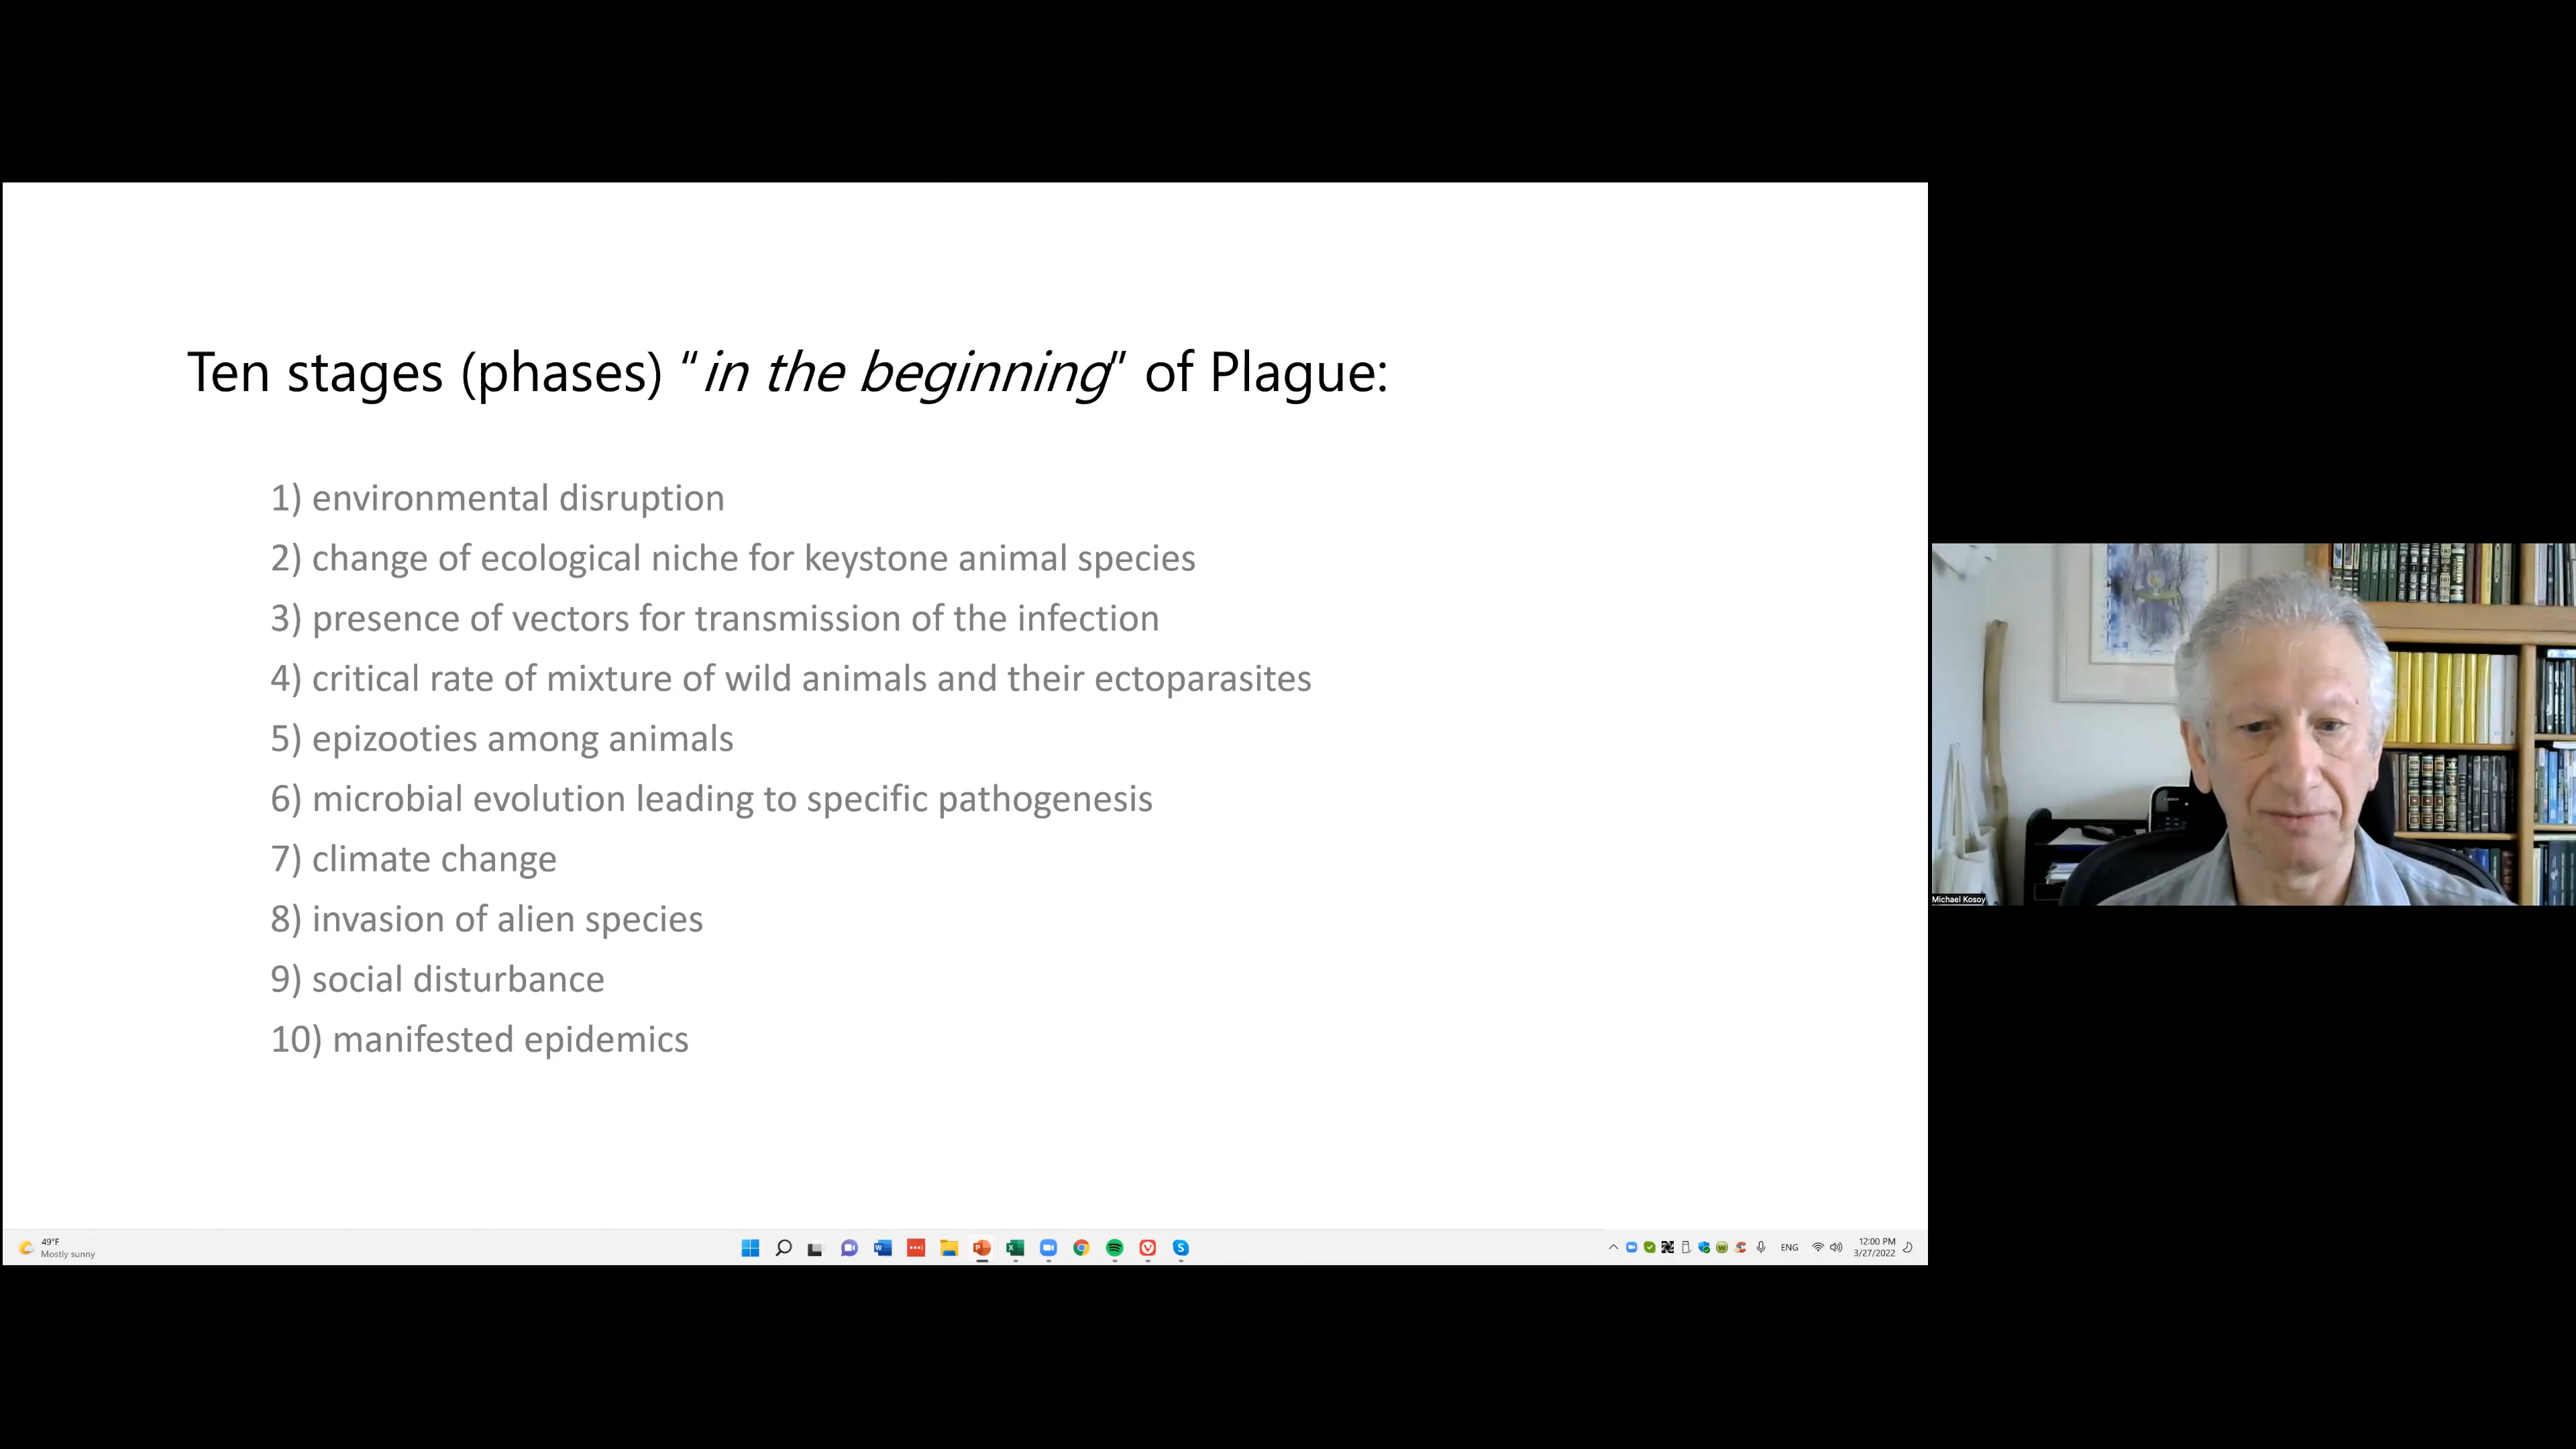 Ten stages (phases) “in the beginning” of Plague:
1) environmental disruption
2) change of ecological niche for keystone animal species
3) presence of vectors for transmission of the infection
4) critical rate of mixture of wild animals and their ectoparasites
5) epizooties among animals
6) microbial evolution leading to specific pathogenesis
7) climate change
8) invasion of alien species
9) social disturbance
10) manifested epidemics
Michael Kosoy
49°F
Mostly sunny
ENG
12:00 PM
3/27/2022